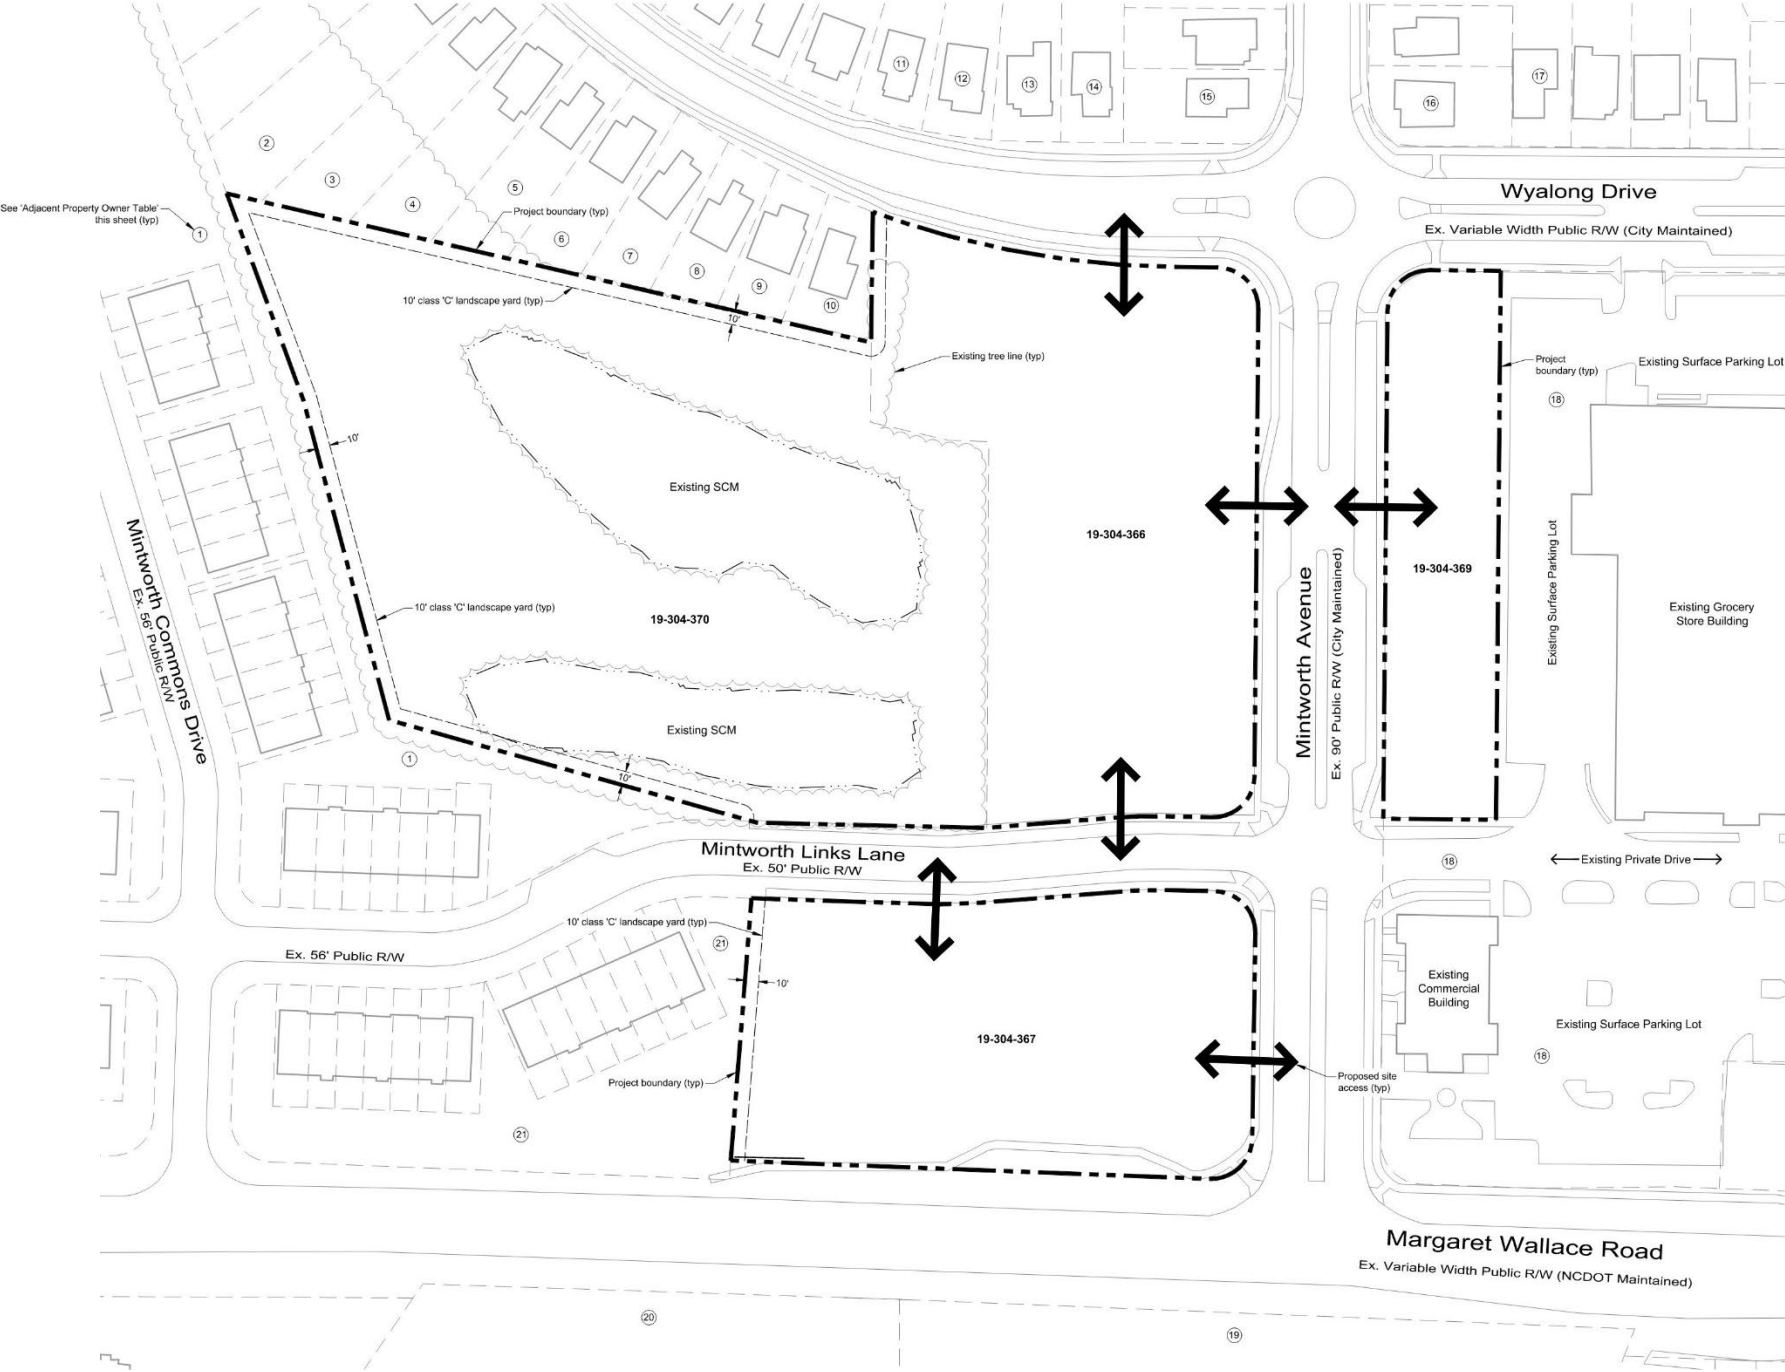 11
12
13
14
15
16
17
Wyalong Drive
Ex. Variable Width Public R/W (City Maintained)
2
3
4
5
6
7
8
9
10
See 'Adjacent Property Owner Table'
this sheet (typ)
1
Project boundary (typ)
10' class 'C' landscape yard (typ)
10'
Existing tree line (typ)
Project
boundary (typ)
Existing Surface Parking Lot
18
10'
Existing SCM
19-304-366
19-304-369
Existing Surface Parking Lot
Existing Grocery
Store Building
Mintworth Avenue
Ex. 90' Public R/W (City Maintained)
Mintworth Commons Drive
Ex. 56' Public R/W
10' class 'C' landscape yard (typ)
19-304-370
Existing SCM
1
10'
Mintworth Links Lane
Ex. 50' Public R/W
18
Existing Private Drive
10' class 'C' landscape yard (typ)
21
Ex. 56' Public R/W
10'
Existing
Commercial
Building
Existing Surface Parking Lot
18
19-304-367
Project boundary (typ)
Proposed site
access (typ)
21
Margaret Wallace Road
Ex. Variable Width Public R/W (NCDOT Maintained)
20
19